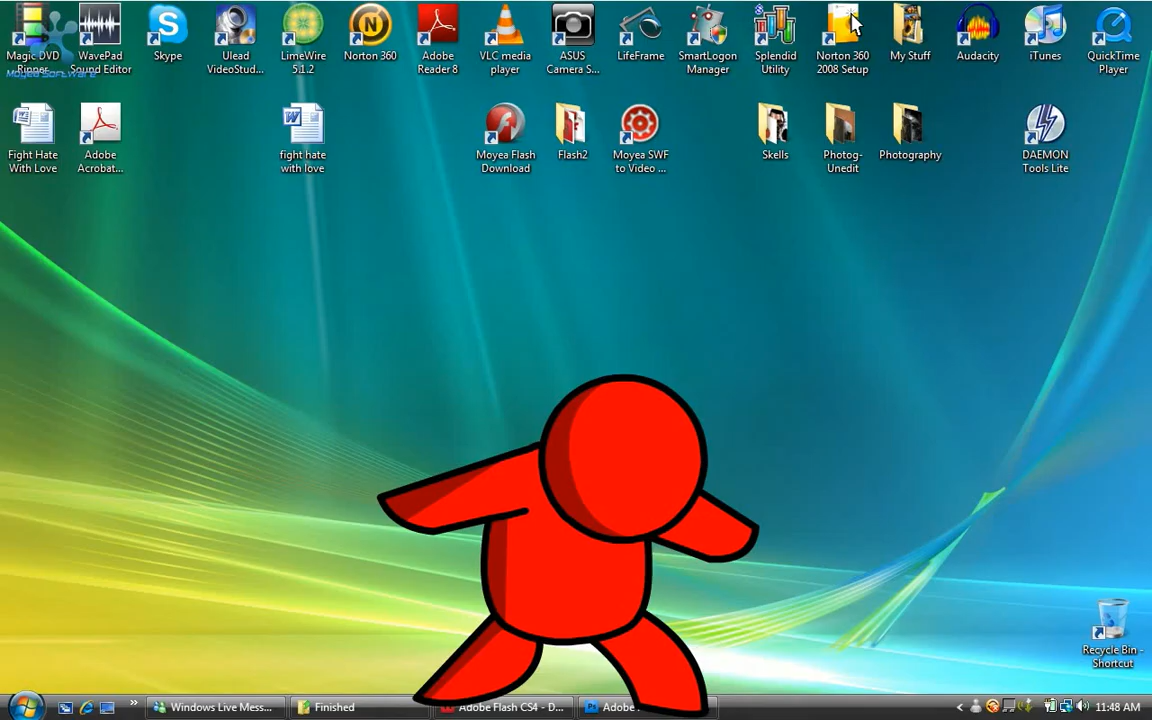 Magic DVD Ripper
WavePad Sound Editor
Skype
Ulead VideoStud...
LimeWire 5.1.2
Norton 360
Adobe Reader 8
VLC media player
ASUS Camera S...
LifeFrame
SmartLogon Manager
Splendid Utility
Norton 360 2008 Setup
My Stuff
Audacity
iTunes
QuickTime Player
Moyea Software
Fight Hate With Love
Adobe Acrobat...
fight hate with love
Moyea Flash Download
Flash2
Moyea SWF to Video ...
Skells
Photog-Unedit
Photography
DAEMON Tools Lite
Recycle Bin - Shortcut
Windows Live Mess...
Finished
Adobe Flash CS4 - D...
Adobe
11:48 AM